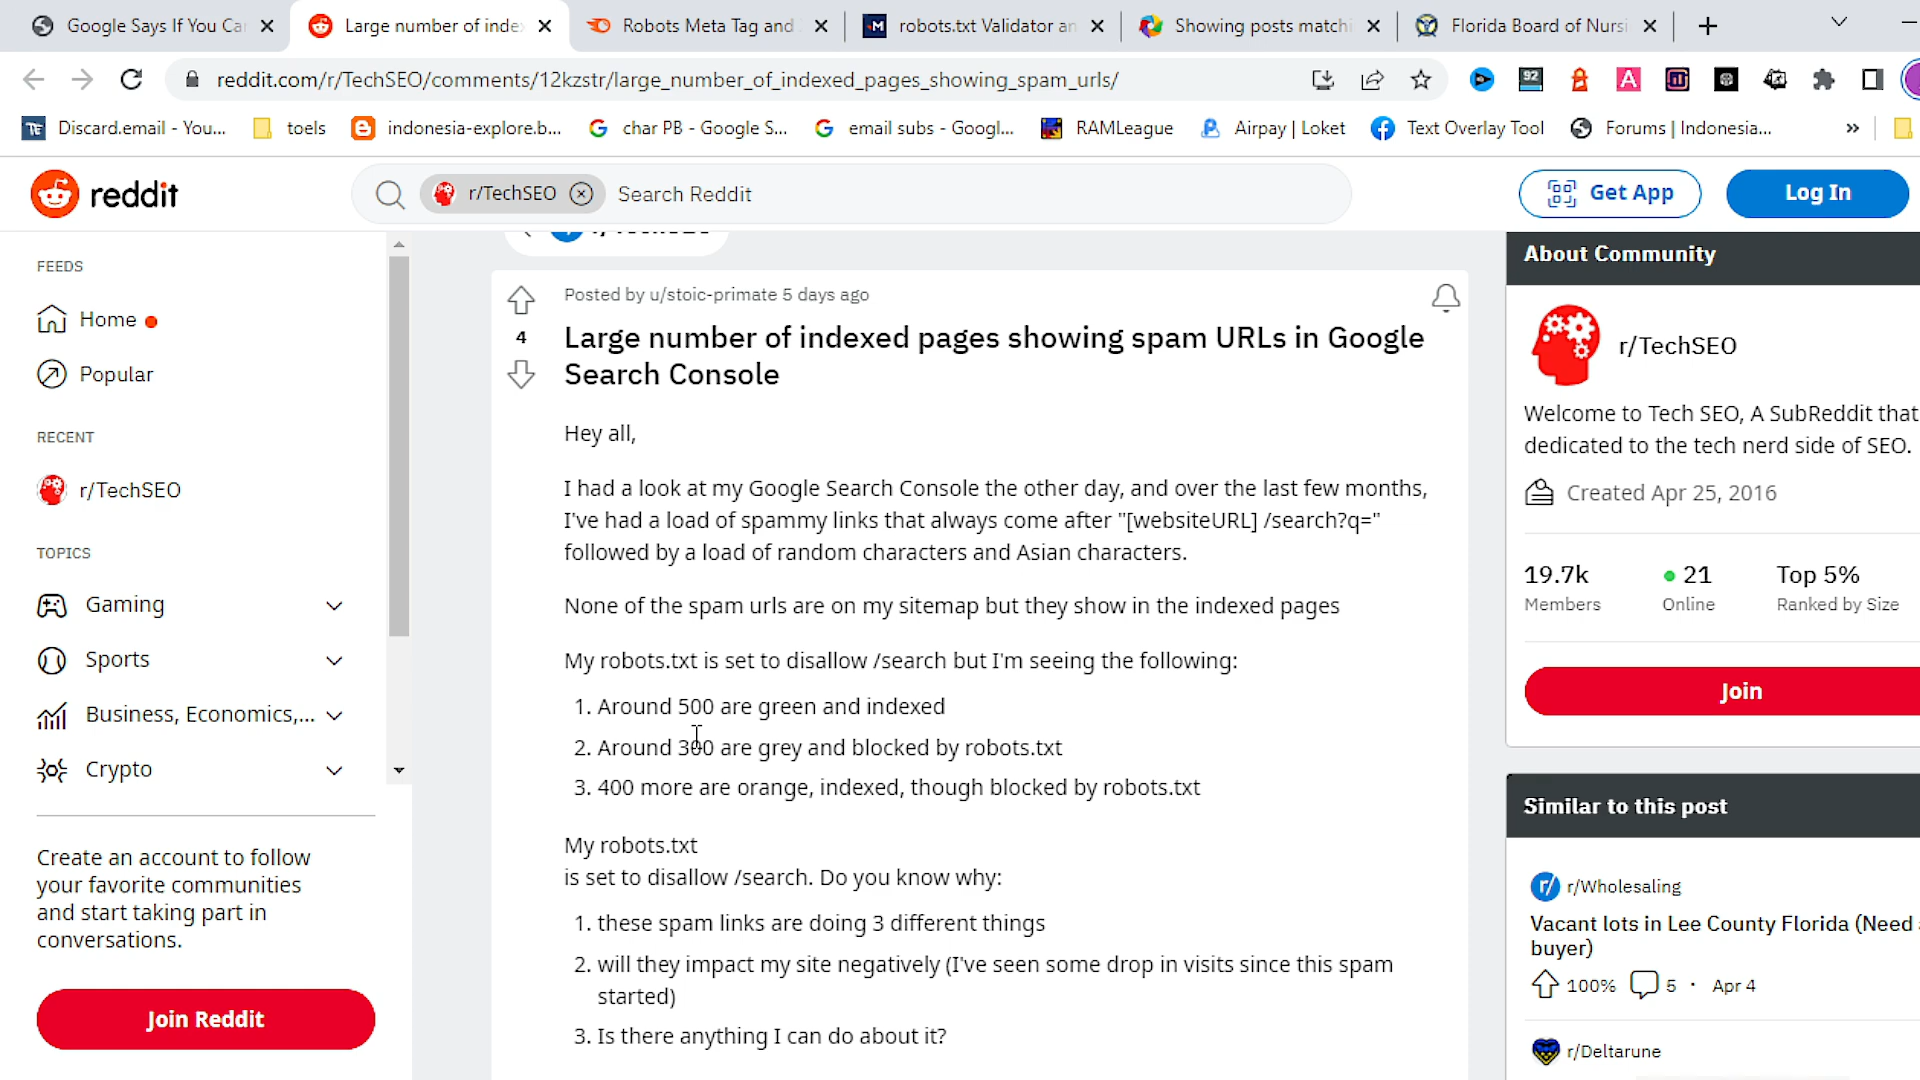 Google Says If You Ca
Large number of inde
Robots Meta Tag and
robots.txt Validator an
Showing posts matchi
Florida Board of Nursi
reddit.com/r/TechSEO/comments/12kzstr/large_number_of_indexed_pages_showing_spam_urls/
92
Discard.email - You...
toels
indonesia-explore.b...
char PB - Google S...
email subs - Googl...
RAMLeague
Airpay | Loket
Text Overlay Tool
Forums | Indonesia...
»
reddit
r/TechSEO
Search Reddit
Get App
Log In
FEEDS
Home
Popular
RECENT
r/TechSEO
TOPICS
Gaming
Sports
Business, Economics,...
Crypto
Create an account to follow
your favorite communities
and start taking part in
conversations.
Join Reddit
Posted by u/stoic-primate 5 days ago
4
Large number of indexed pages showing spam URLs in Google
Search Console
Hey all,
I had a look at my Google Search Console the other day, and over the last few months,
I've had a load of spammy links that always come after "[websiteURL] /search?q="
followed by a load of random characters and Asian characters.
None of the spam urls are on my sitemap but they show in the indexed pages
My robots.txt is set to disallow /search but I'm seeing the following:
1. Around 500 are green and indexed
2. Around 300 are grey and blocked by robots.txt
3. 400 more are orange, indexed, though blocked by robots.txt
My robots.txt
is set to disallow /search. Do you know why:
1. these spam links are doing 3 different things
2. will they impact my site negatively (I've seen some drop in visits since this spam
started)
3. Is there anything I can do about it?
About Community
r/TechSEO
Welcome to Tech SEO, A SubReddit that
dedicated to the tech nerd side of SEO.
Created Apr 25, 2016
19.7k
21
Top 5%
Members
Online
Ranked by Size
Join
Similar to this post
r/Wholesaling
Vacant lots in Lee County Florida (Need a
buyer)
100%
5
·
Apr 4
r/Deltarune